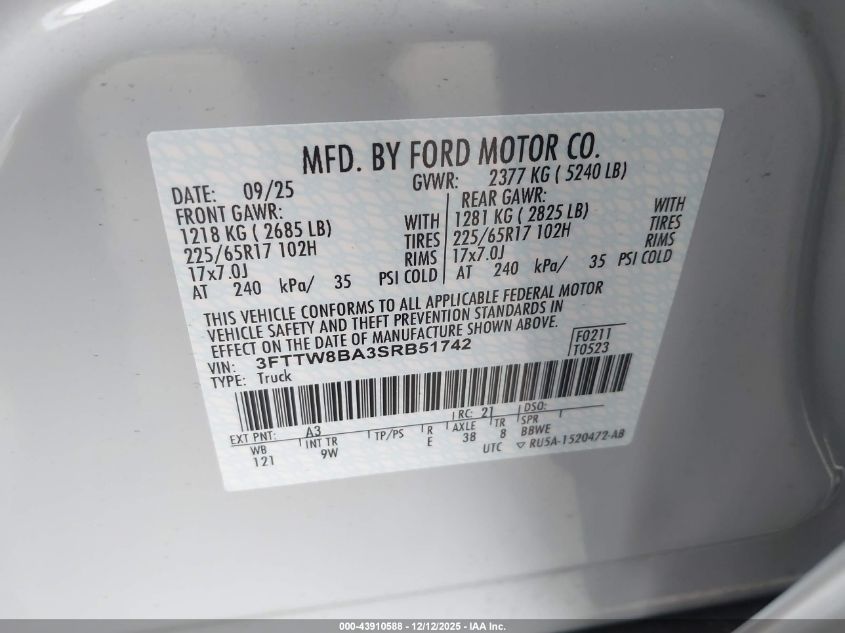 MFD. BY FORD MOTOR CO.
DATE: 09/25 GVWR: 2377 KG ( 5240 LB)
FRONT GAWR: REAR GAWR:
1218 KG ( 2685 LB) WITH 1281 KG ( 2825 LB) WITH
225/65R17 102H TIRES 225/65R17 102H TIRES
17x7.0J RIMS 17x7.0J RIMS
AT 240 kPa/ 35 PSI COLD AT 240 kPa/ 35 PSI COLD
THIS VEHICLE CONFORMS TO ALL APPLICABLE FEDERAL MOTOR
VEHICLE SAFETY AND THEFT PREVENTION STANDARDS IN
EFFECT ON THE DATE OF MANUFACTURE SHOWN ABOVE.
VIN: 3FTTW8BA3SRB51742 F0211
TYPE: Truck T0523
EXT PNT: A3 RC: 21 DSO:
WB INT TR TP/PS R AXLE TR SPR
121 9W E 38 8 BBWE
UTC ▽ RU5A-1520472-AB
000-43910588 - 12/12/2025 - IAA Inc.